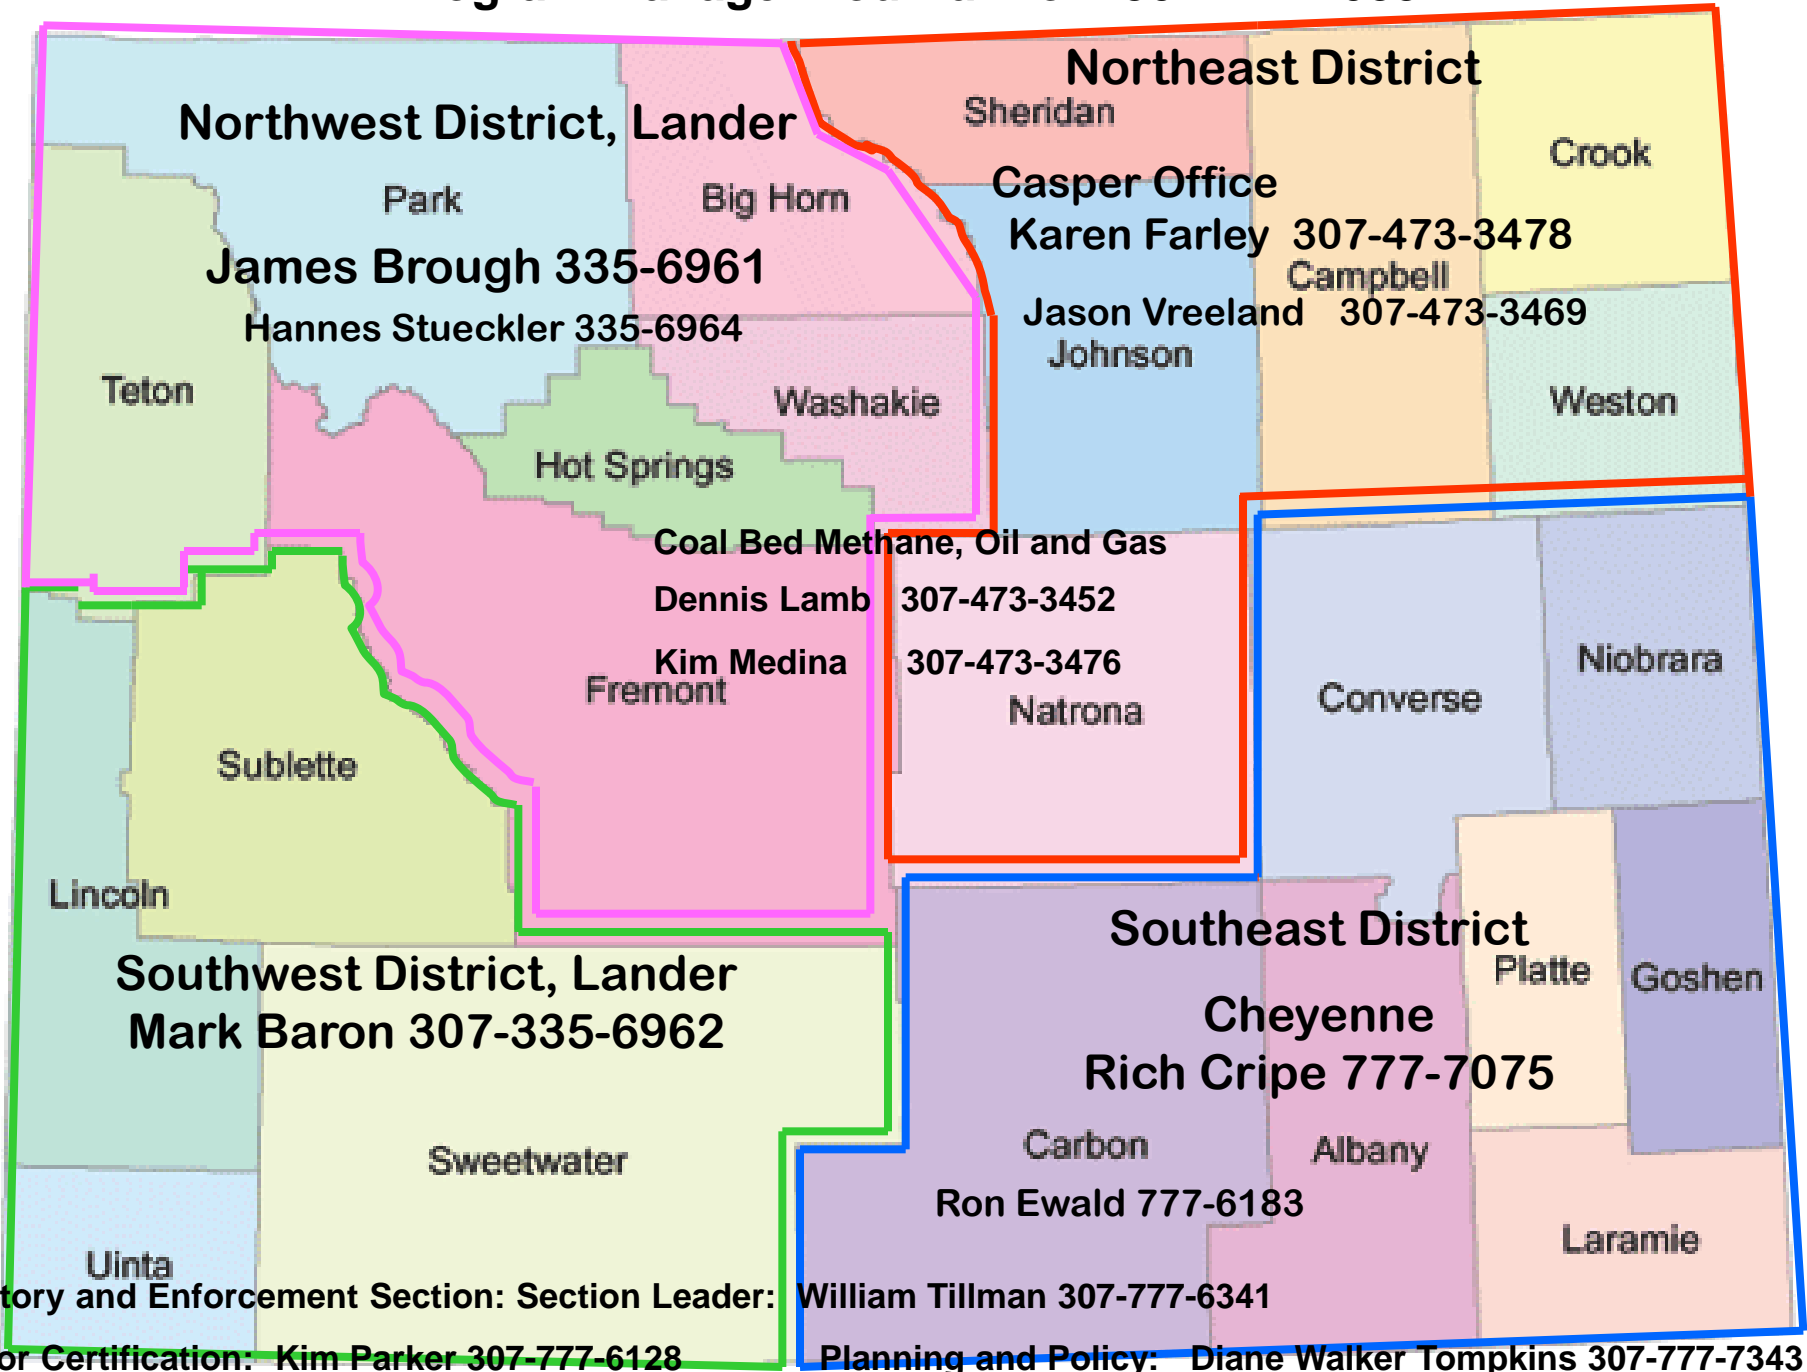 Northeast District
Sheridan
Northwest District, Lander
Crook
Casper Office
Park
Big Horn
Karen Farley 307-473-3478
James Brough 335-6961
Campbell
Jason Vreeland 307-473-3469
Hannes Stueckler 335-6964
Johnson
Teton
Washakie
Weston
Hot Springs
Coal Bed Methane, Oil and Gas
Dennis Lamb 307-473-3452
Kim Medina 307-473-3476
Niobrara
Fremont
Converse
Natrona
Sublette
Lincoln
Southeast District
Southwest District, Lander
Platte
Goshen
Cheyenne
Mark Baron 307-335-6962
Rich Cripe 777-7075
Carbon
Albany
Sweetwater
Ron Ewald 777-6183
Laramie
Uinta
tory and Enforcement Section: Section Leader: William Tillman 307-777-6341
or Certification: Kim Parker 307-777-6128 Planning and Policy: Diane Walker Tompkins 307-777-7343